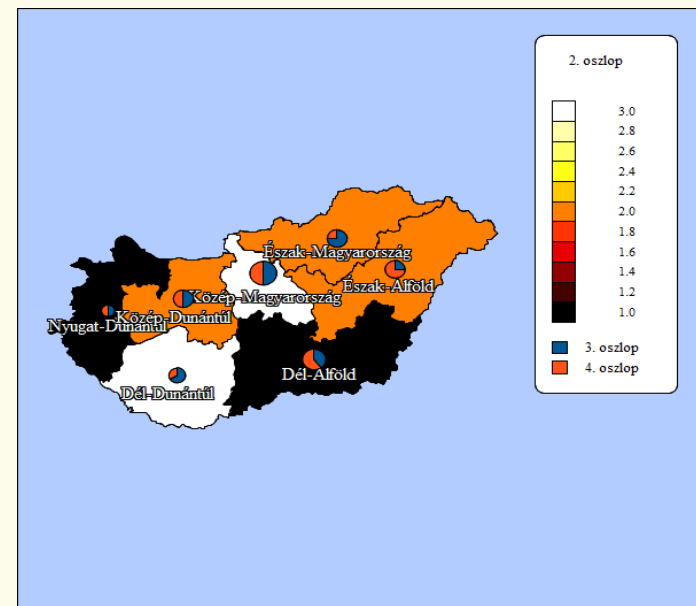 2. oszlop
3.0
2.8
2.6
2.4
2.2
2.0
1.8
1.6
1.4
1.2
1.0
3. oszlop
4. oszlop
Észak-Magyarország
Észak-Alföld
Közép-Magyarország
Közép-Dunántúl
Nyugat-Dunántúl
Dél-Alföld
Dél-Dunántúl